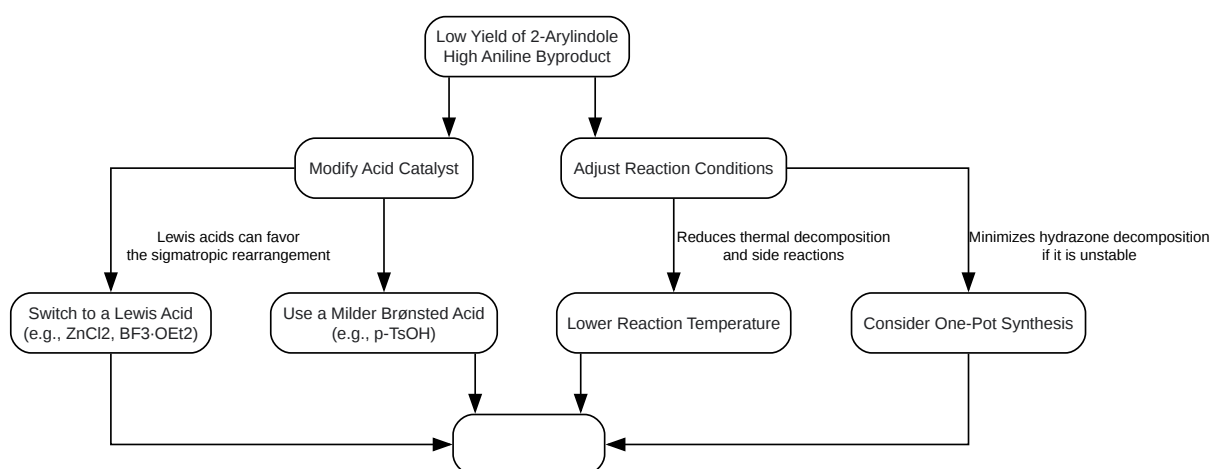 Low Yield of 2-Arylindole
High Aniline Byproduct
Modify Acid Catalyst
Adjust Reaction Conditions
Lewis acids can favor
the sigmatropic rearrangement
Reduces thermal decomposition
and side reactions
Minimizes hydrazone decomposition
if it is unstable
Switch to a Lewis Acid
(e.g., ZnCl2, BF3·OEt2)
Use a Milder Brønsted Acid
(e.g., p-TsOH)
Lower Reaction Temperature
Consider One-Pot Synthesis